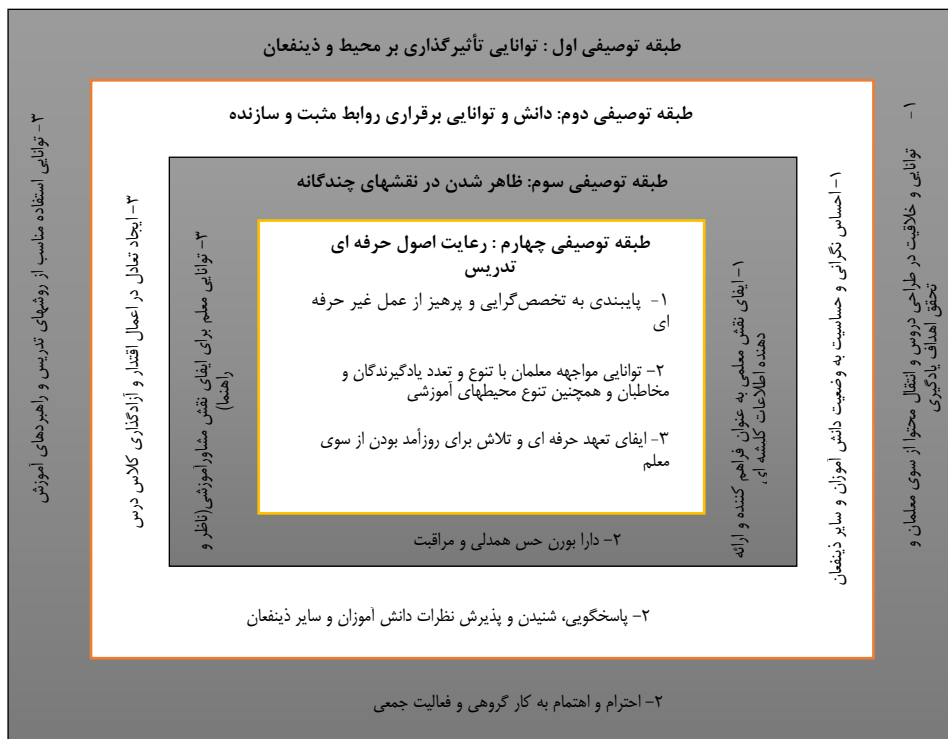 طبقه توصیفی اول : توانایی تأثیرگذاری بر محیط و ذینفعان
۱- توانایی و خلاقیت در طراحی دروس و انتقال محتوا از سوی معلمان و
تحقق اهداف یادگیری
۲- احترام و اهتمام به کار گروهی و فعالیت جمعی
۳- توانایی استفاده مناسب از روشهای تدریس و راهبردهای آموزش
طبقه توصیفی دوم: دانش و توانایی برقراری روابط مثبت و سازنده
۱- احساس نگرانی و حساسیت به وضعیت دانش آموزان و سایر ذینفعان
۲- پاسخگویی، شنیدن و پذیرش نظرات دانش آموزان و سایر ذینفعان
۳- ایجاد تعادل در اعمال اقتدار و آزادگذاری کلاس درس
طبقه توصیفی سوم: ظاهر شدن در نقشهای چندگانه
۱- ایفای نقش معلمی به عنوان فراهم کننده و ارائه
دهنده اطلاعات کلیشه ای،
۲- دارا بورن حس همدلی و مراقبت
۳- توانایی معلم برای ایفای نقش مشاورآموزشی(ناظر و
راهنما)
طبقه توصیفی چهارم : رعایت اصول حرفه ای
تدریس
۱- پایبندی به تخصص‌گرایی و پرهیز از عمل غیر حرفه
ای
۲- توانایی مواجهه معلمان با تنوع و تعدد یادگیرندگان و
مخاطبان و همچنین تنوع محیطهای آموزشی
۳- ایفای تعهد حرفه ای و تلاش برای روزآمد بودن از سوی
معلم